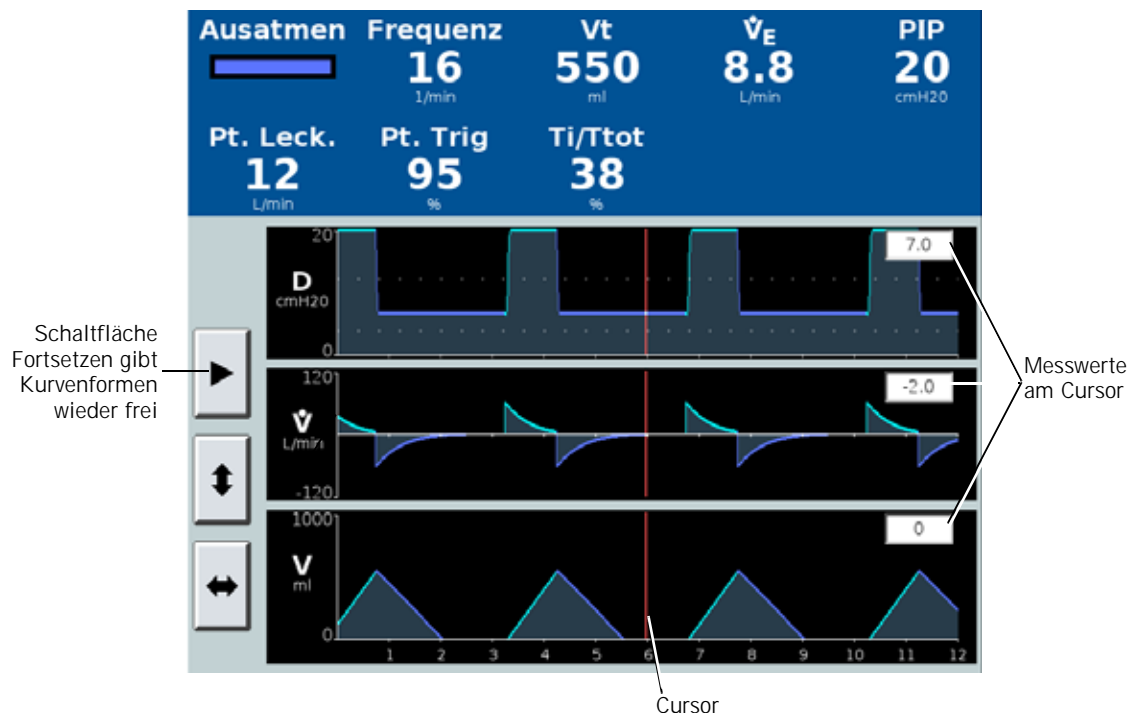 Ausatmen Frequenz Vt V̇E PIP
16 550 8.8 20
1/min ml L/min cmH20
Pt. Leck. Pt. Trig Ti/Ttot
12 95 38
L/min % %
20
D
cmH20
0
7.0
120
V̇
L/min
-120
-2.0
1000
V
ml
0
0
1 2 3 4 5 6 7 8 9 10 11 12
Schaltfläche
Fortsetzen gibt
Kurvenformen
wieder frei
Messwerte
am Cursor
Cursor